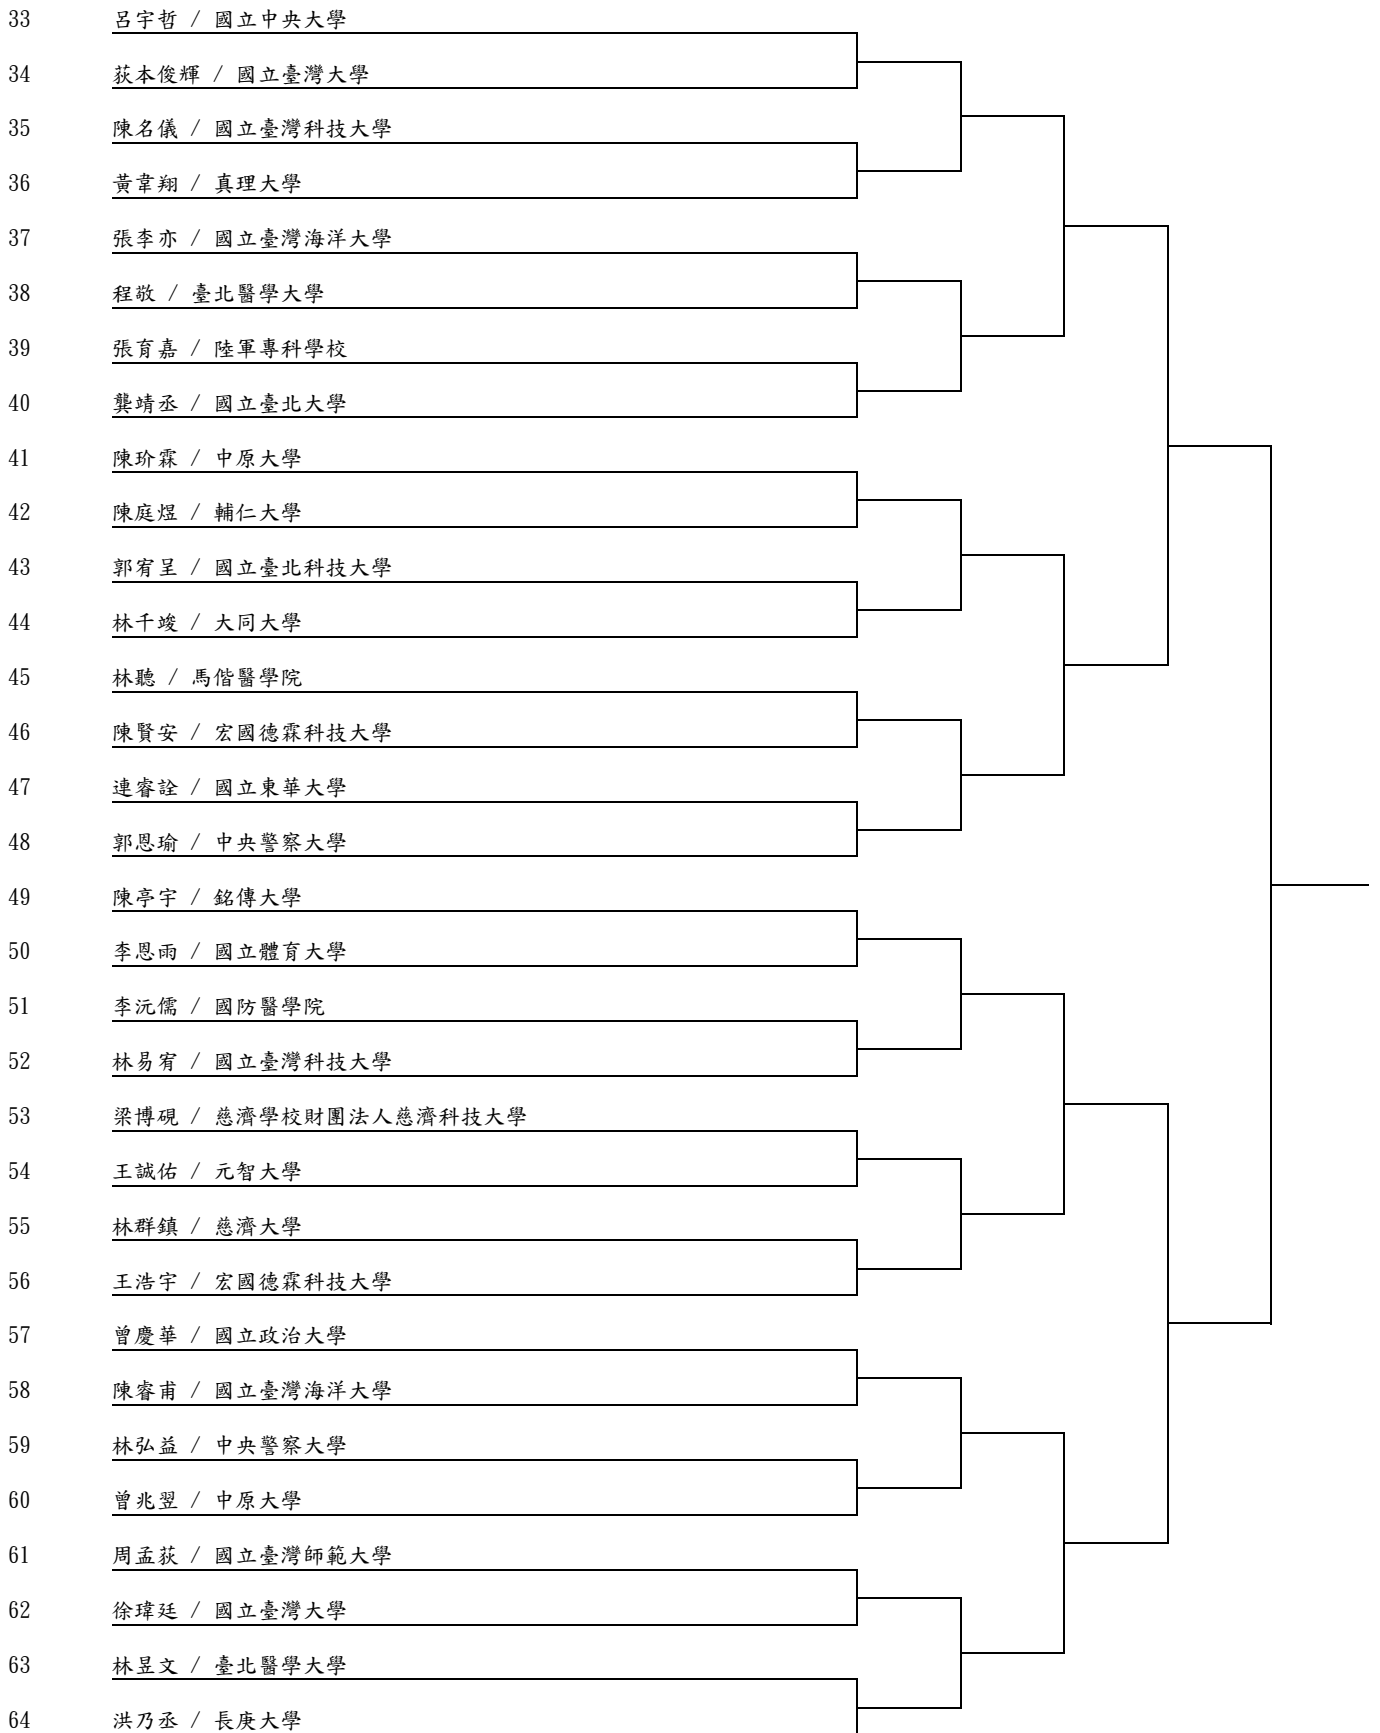 33 呂宇哲 / 國立中央大學
34 荻本俊輝 / 國立臺灣大學
35 陳名儀 / 國立臺灣科技大學
36 黃韋翔 / 真理大學
37 張李亦 / 國立臺灣海洋大學
38 程敬 / 臺北醫學大學
39 張育嘉 / 陸軍專科學校
40 龔靖丞 / 國立臺北大學
41 陳玠霖 / 中原大學
42 陳庭煜 / 輔仁大學
43 郭宥呈 / 國立臺北科技大學
44 林千竣 / 大同大學
45 林聽 / 馬偕醫學院
46 陳賢安 / 宏國德霖科技大學
47 連睿詮 / 國立東華大學
48 郭恩瑜 / 中央警察大學
49 陳亭宇 / 銘傳大學
50 李恩雨 / 國立體育大學
51 李沅儒 / 國防醫學院
52 林易宥 / 國立臺灣科技大學
53 梁博硯 / 慈濟學校財團法人慈濟科技大學
54 王誠佑 / 元智大學
55 林群鎮 / 慈濟大學
56 王浩宇 / 宏國德霖科技大學
57 曾慶華 / 國立政治大學
58 陳睿甫 / 國立臺灣海洋大學
59 林弘益 / 中央警察大學
60 曾兆翌 / 中原大學
61 周孟荻 / 國立臺灣師範大學
62 徐瑋廷 / 國立臺灣大學
63 林昱文 / 臺北醫學大學
64 洪乃丞 / 長庚大學